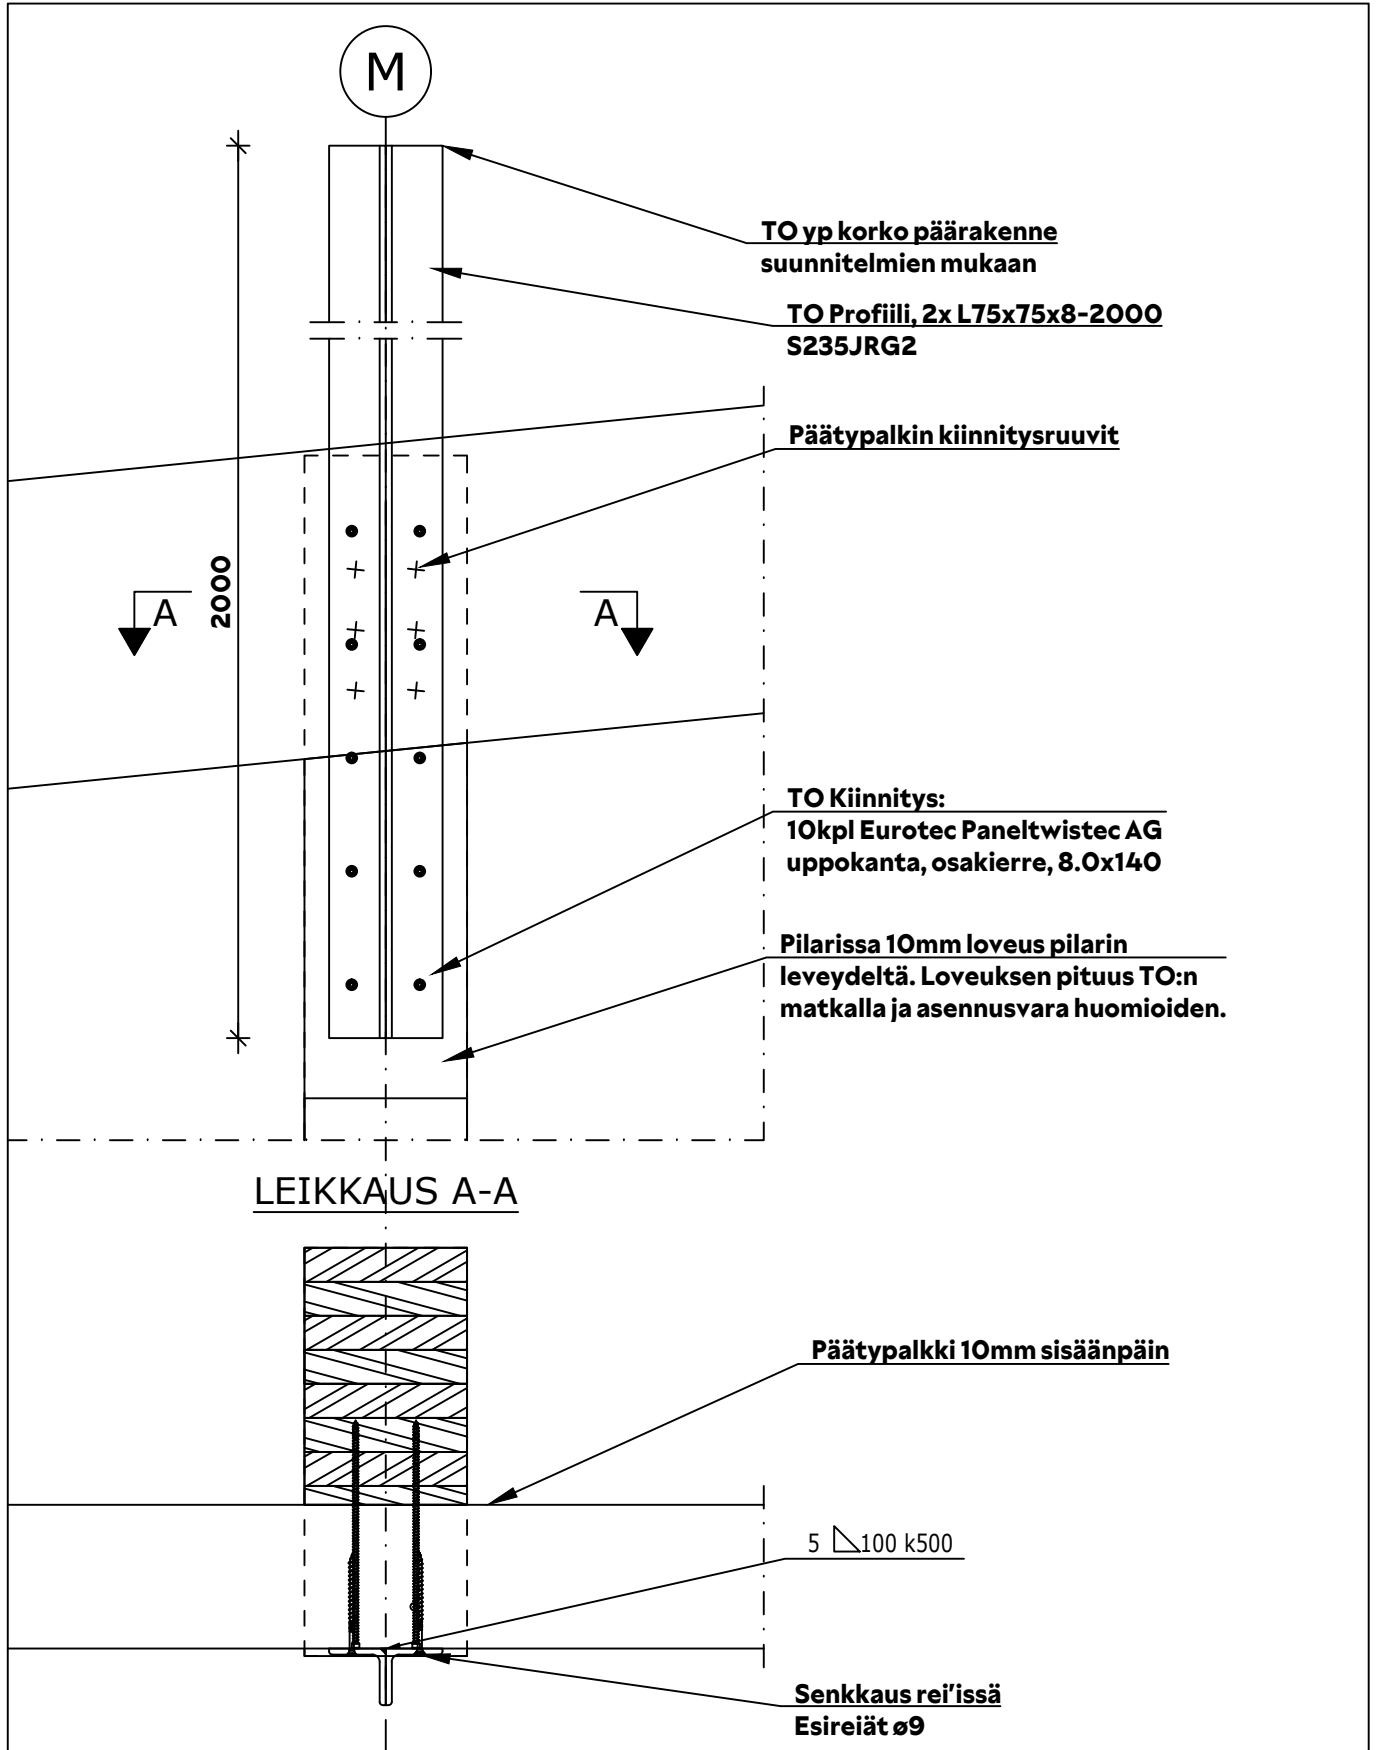 M
TO yp korko päärakenne
suunnitelmien mukaan
TO Profiili, 2x L75x75x8-2000
S235JRG2
Päätypalkin kiinnitysruuvit
2000
A
A
TO Kiinnitys:
10kpl Eurotec Paneltwistec AG
uppokanta, osakierre, 8.0x140
Pilarissa 10mm loveus pilarin
leveydeltä. Loveuksen pituus TO:n
matkalla ja asennusvara huomioiden.
LEIKKAUS A-A
Päätypalkki 10mm sisäänpäin
5 100 k500
Senkkaus rei'issä
Esireiät ø9